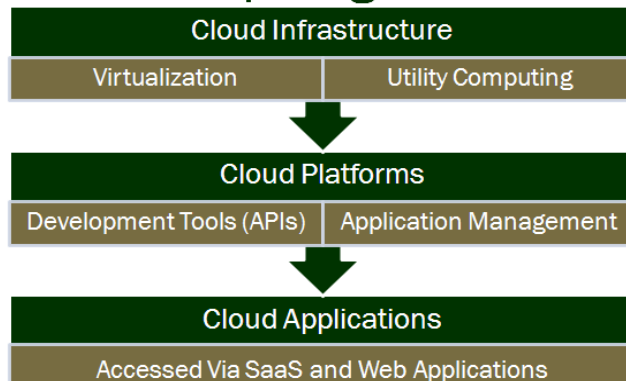 Cloud Infrastructure
Virtualization Utility Computing
Cloud Platforms
Development Tools (APIs) Application Management
Cloud Applications
Accessed Via SaaS and Web Applications